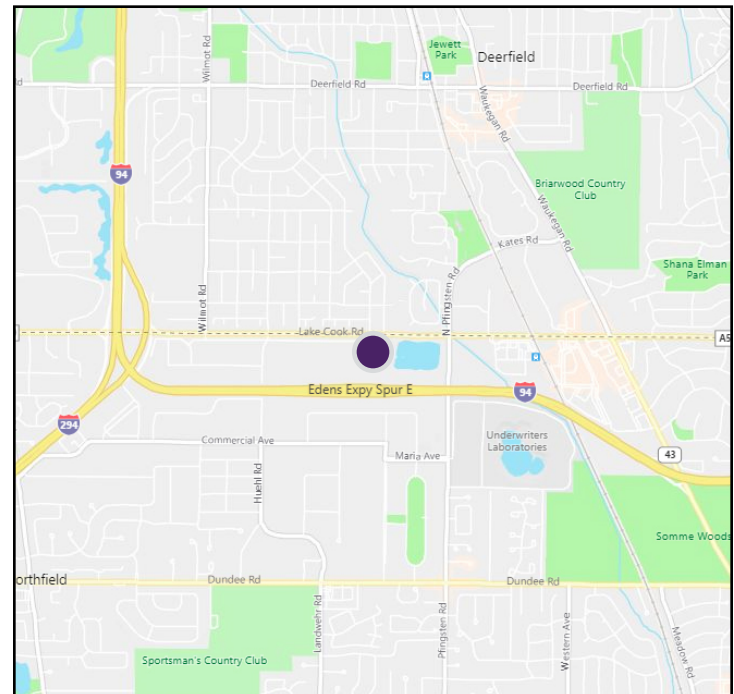 Wilmot Rd
Jewett
Park
Deerfield
Deerfield Rd
Deerfield Rd
Waukegan Rd
94
Briarwood Country
Club
Waukegan Rd
Kates Rd
Shana Elman
Park
N Pfingsten Rd
Wilmot Rd
Lake Cook Rd
A5
Edens Expy Spur E
94
294
Commercial Ave
Underwriters
Laboratories
Maria Ave
43
Huehl Rd
Somme Woods
orthfield
Dundee Rd
Dundee Rd
Landwehr Rd
Pfingsten Rd
Western Ave
Meadow Rd
Sportsman's Country Club